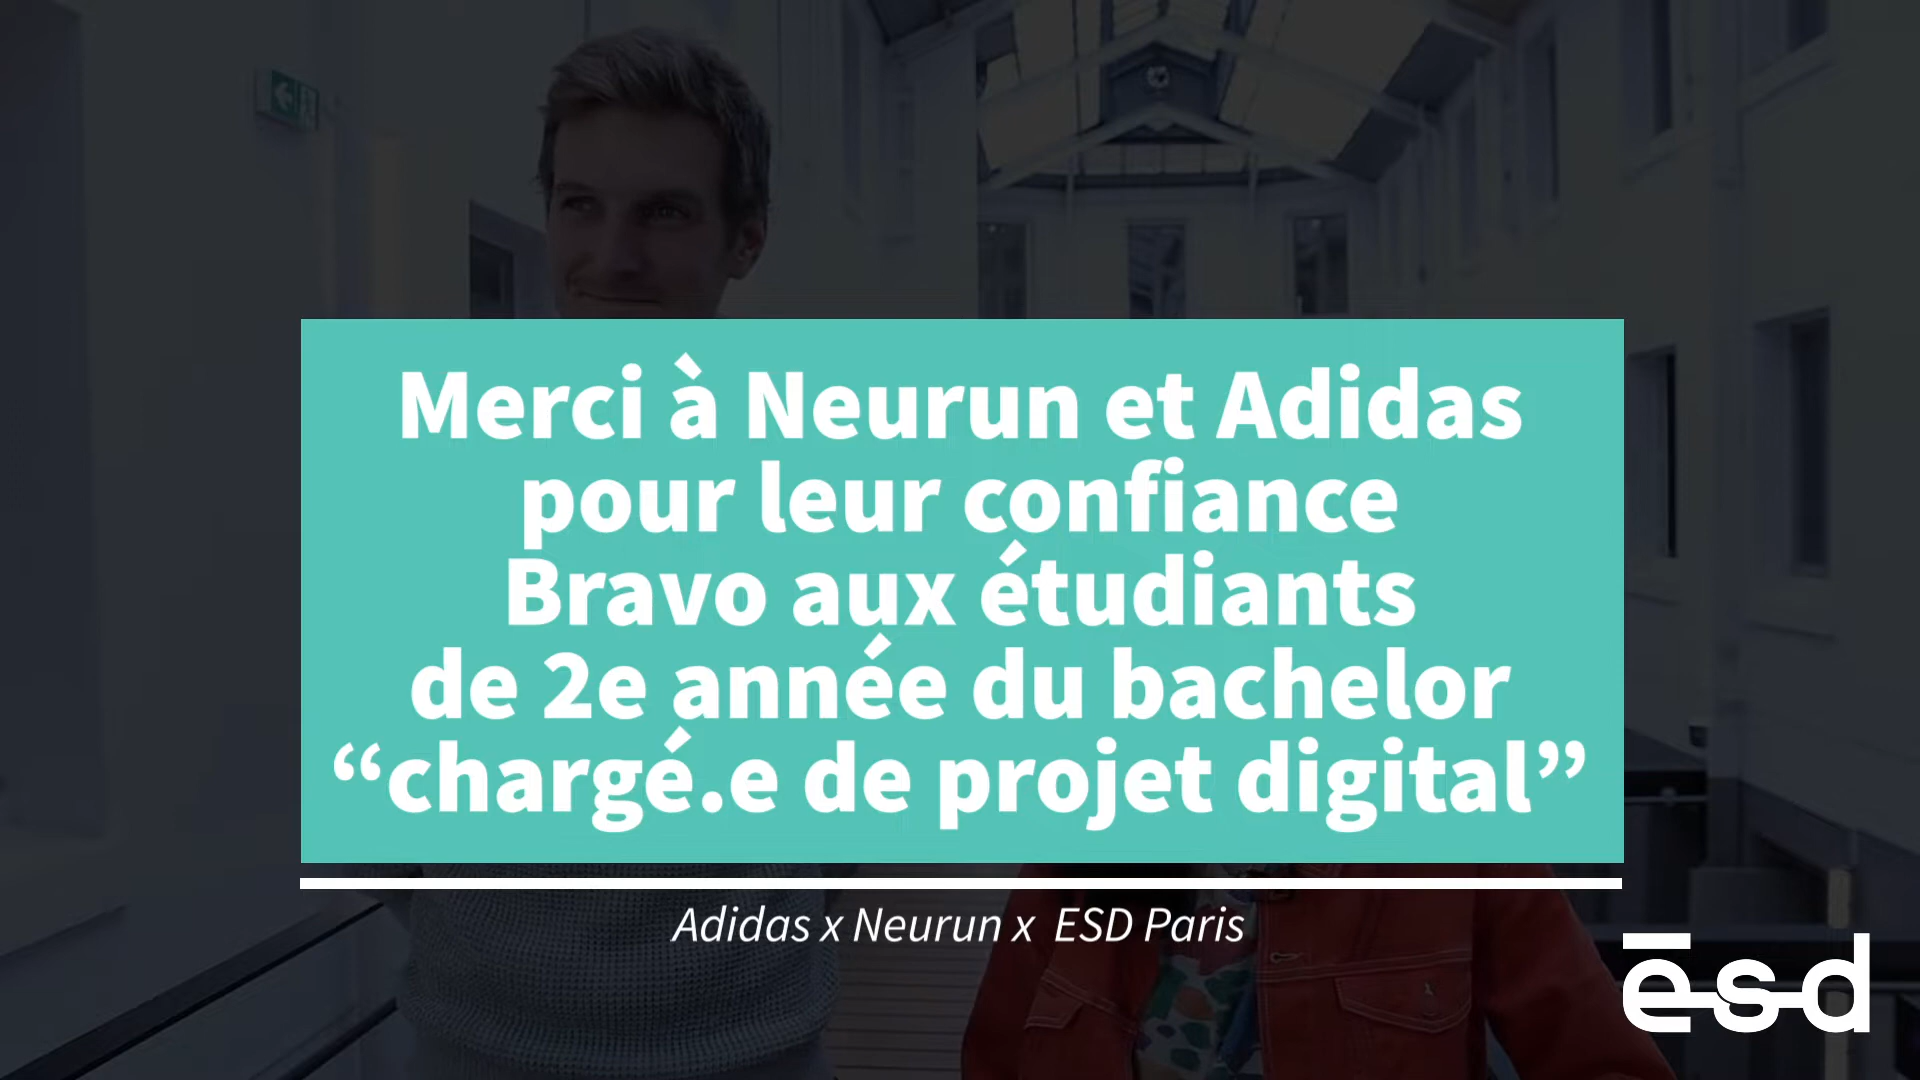 Merci à Neurun et Adidas
pour leur confiance
Bravo aux étudiants
de 2e année du bachelor
“chargé.e de projet digital”
Adidas x Neurun x ESD Paris
ēsd